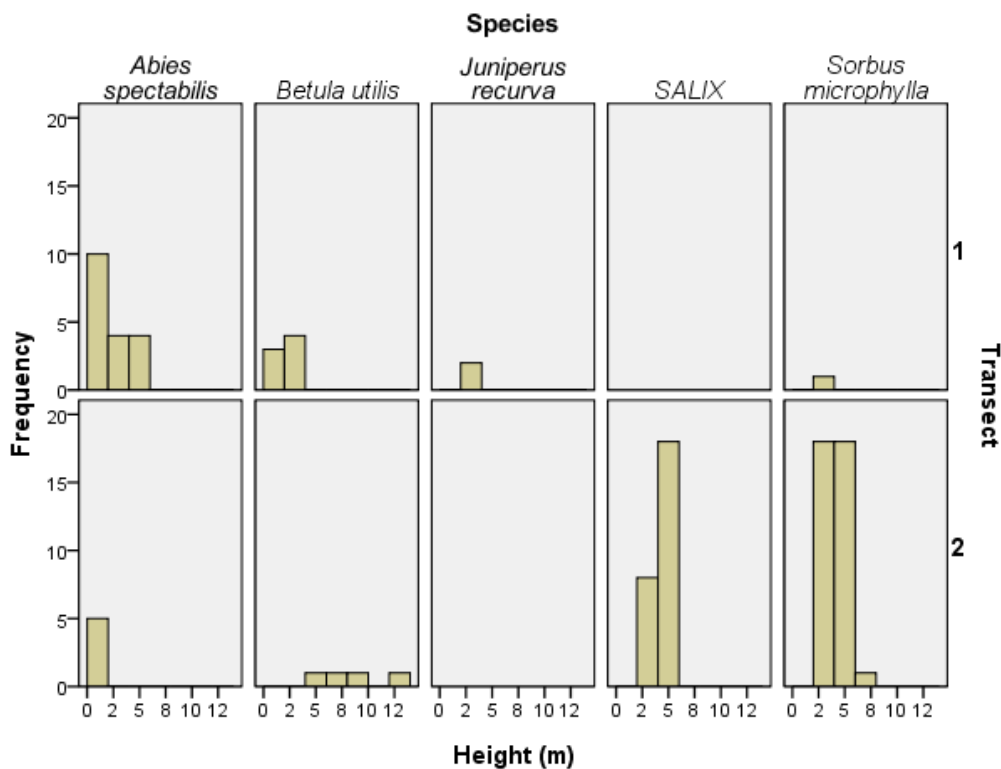 Species
Abies
spectabilis
Betula utilis
Juniperus
recurva
SALIX
Sorbus
microphylla
20
15
10
5
0
1
20
15
10
5
0
2
Frequency
Transect
0 2 5 8 10 12
0 2 5 8 10 12
0 2 5 8 10 12
0 2 5 8 10 12
0 2 5 8 10 12
Height (m)